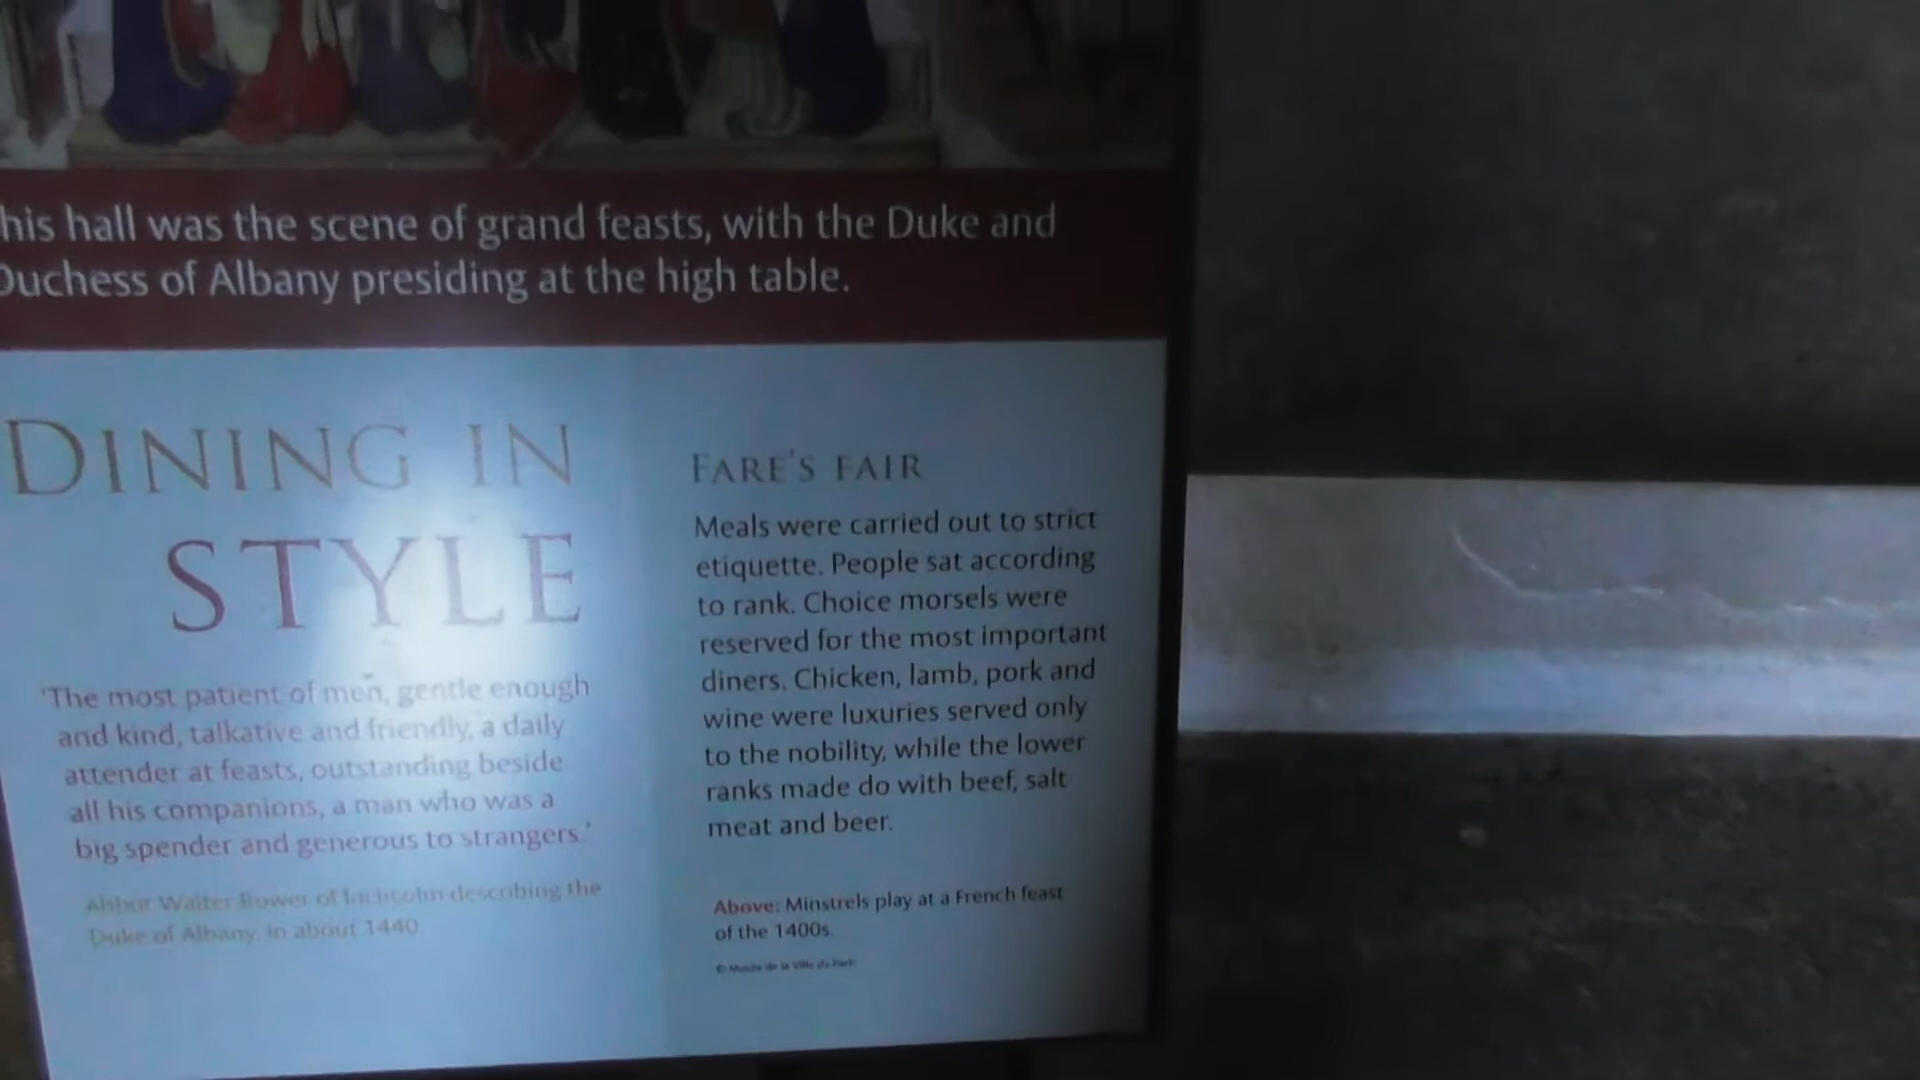 his hall was the scene of grand feasts, with the Duke and
Duchess of Albany presiding at the high table.
DINING IN
STYLE
'The most patient of men, gentle enough
and kind, talkative and friendly, a daily
attender at feasts, outstanding beside
all his companions, a man who was a
big spender and generous to strangers.'
Abbot Walter Bower of Inchcolm describing the
Duke of Albany, in about 1440
FARE'S FAIR
Meals were carried out to strict
etiquette. People sat according
to rank. Choice morsels were
reserved for the most important
diners. Chicken, lamb, pork and
wine were luxuries served only
to the nobility, while the lower
ranks made do with beef, salt
meat and beer.
Above: Minstrels play at a French feast
of the 1400s.
© Musée de la Ville de Paris